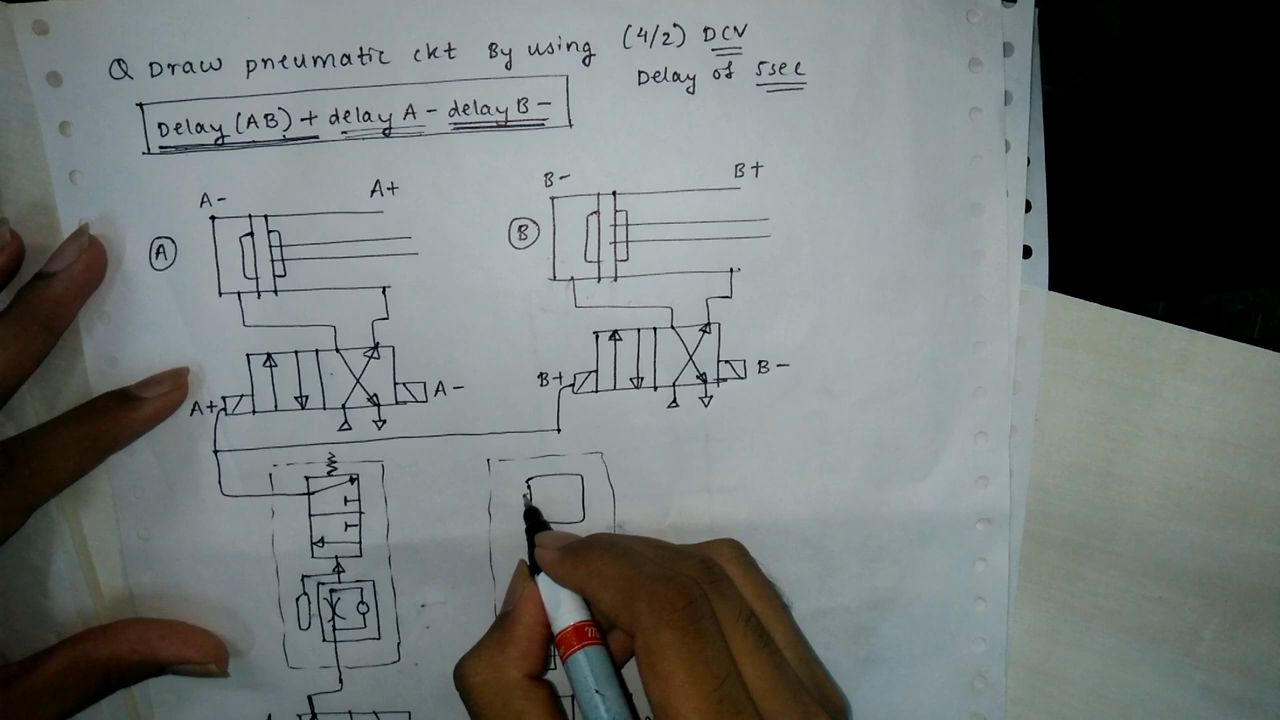 Q Draw pneumatic ckt By using (4/2) DCV
Delay of 5sec
Delay (AB) + delay A - delay B -
A- A+
B- B+
A
B
A+ A-
B+ B-